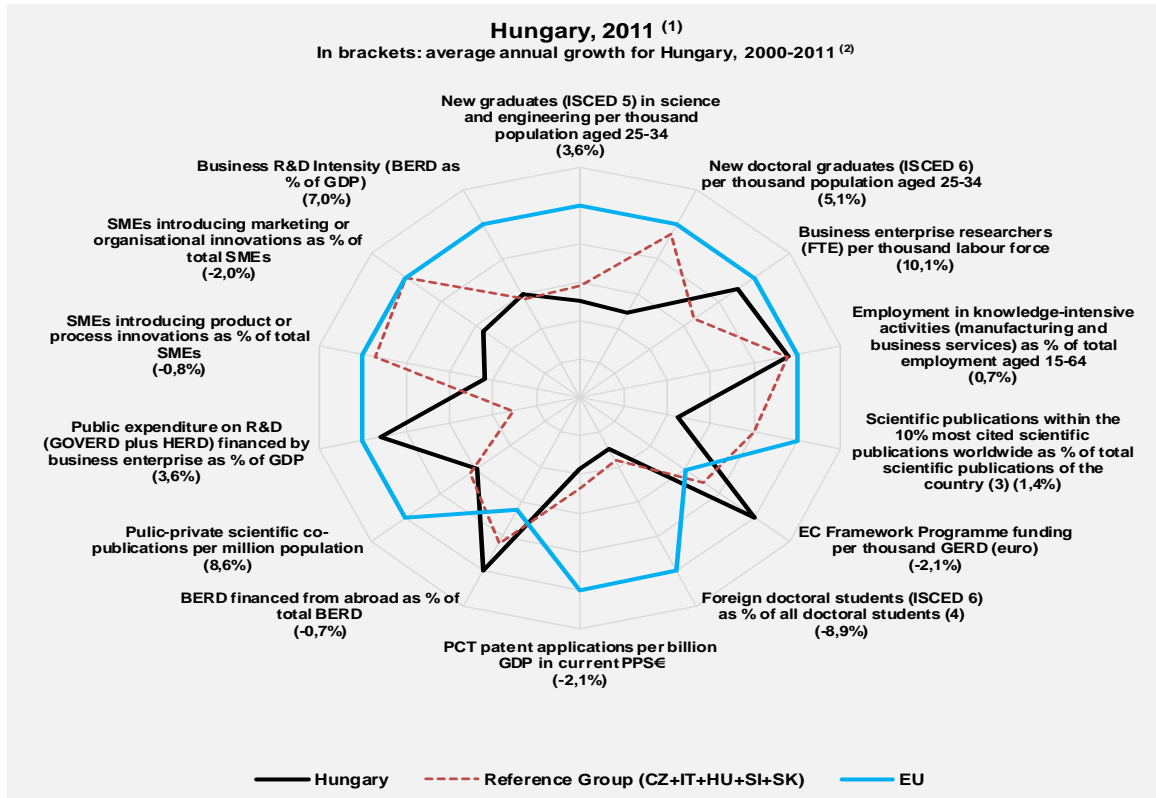 Hungary, 2011 (1)
In brackets: average annual growth for Hungary, 2000-2011 (2)
New graduates (ISCED 5) in science
and engineering per thousand
population aged 25-34
(3,6%)
New doctoral graduates (ISCED 6)
per thousand population aged 25-34
(5,1%)
Business enterprise researchers
(FTE) per thousand labour force
(10,1%)
Employment in knowledge-intensive
activities (manufacturing and
business services) as % of total
employment aged 15-64
(0,7%)
Scientific publications within the
10% most cited scientific
publications worldwide as % of total
scientific publications of the
country (3) (1,4%)
EC Framework Programme funding
per thousand GERD (euro)
(-2,1%)
Foreign doctoral students (ISCED 6)
as % of all doctoral students (4)
(-8,9%)
PCT patent applications per billion
GDP in current PPS€
(-2,1%)
BERD financed from abroad as % of
total BERD
(-0,7%)
Pulic-private scientific co-
publications per million population
(8,6%)
Public expenditure on R&D
(GOVERD plus HERD) financed by
business enterprise as % of GDP
(3,6%)
SMEs introducing product or
process innovations as % of total
SMEs
(-0,8%)
SMEs introducing marketing or
organisational innovations as % of
total SMEs
(-2,0%)
Business R&D Intensity (BERD as
% of GDP)
(7,0%)
Hungary
Reference Group (CZ+IT+HU+SI+SK)
EU